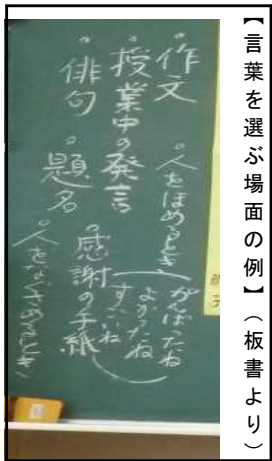 【言葉を選ぶ場面の例】（板書より）
。作文
。人をほめるとき
がんばったね
よかったね
すごいね
。授業中の発言
。感謝の手紙
。俳句
。題名
。人をなぐさめるとき